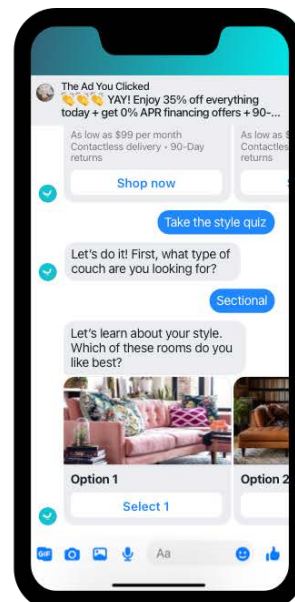 The Ad You Clicked
👏👏👏 YAY! Enjoy 35% off everything
today + get 0% APR financing offers + 90-...
As low as $99 per month
Contactless delivery • 90-Day
returns
As low as $
Contactless
returns
Shop now
Take the style quiz
Let's do it! First, what type of
couch are you looking for?
Sectional
Let's learn about your style.
Which of these rooms do you
like best?
Option 1
Option 2
Select 1
GIF
Aa